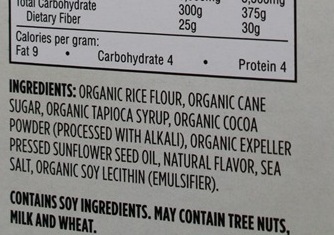 Total Carbohydrate 300g 375g
Dietary Fiber 25g 30g
Calories per gram:
Fat 9 • Carbohydrate 4 • Protein 4
INGREDIENTS: ORGANIC RICE FLOUR, ORGANIC CANE
SUGAR, ORGANIC TAPIOCA SYRUP, ORGANIC COCOA
POWDER (PROCESSED WITH ALKALI), ORGANIC EXPELLER
PRESSED SUNFLOWER SEED OIL, NATURAL FLAVOR, SEA
SALT, ORGANIC SOY LECITHIN (EMULSIFIER).
CONTAINS SOY INGREDIENTS. MAY CONTAIN TREE NUTS,
MILK AND WHEAT.